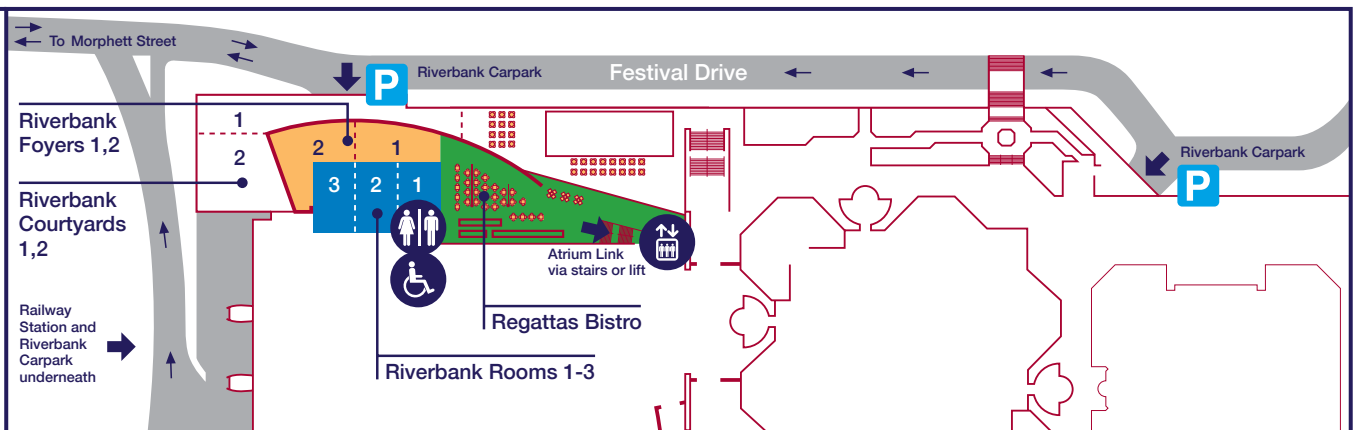 To Morphett Street
Riverbank Carpark
P
Festival Drive
Riverbank
Foyers 1,2
1
2
2
1
3
2
1
Riverbank
Courtyards
1,2
Riverbank Carpark
P
Atrium Link
via stairs or lift
Regattas Bistro
Riverbank Rooms 1-3
Railway
Station and
Riverbank
Carpark
underneath